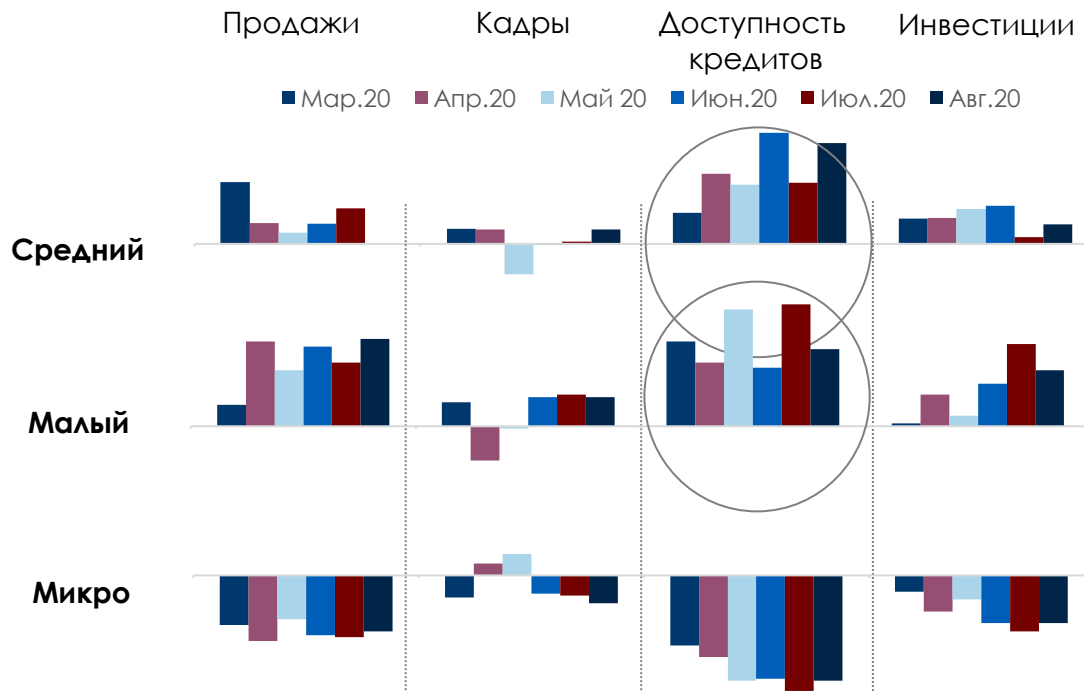 Продажи
Кадры
Доступность
кредитов
Инвестиции
Мар.20
Апр.20
Май 20
Июн.20
Июл.20
Авг.20
Средний
Малый
Микро